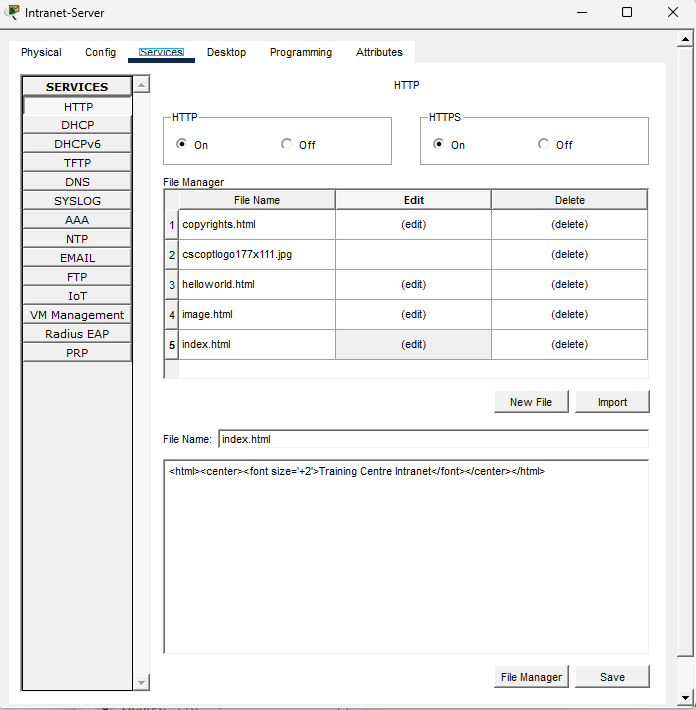 Intranet-Server
Physical Config Services Desktop Programming Attributes
SERVICES
HTTP
DHCP
DHCPv6
TFTP
DNS
SYSLOG
AAA
NTP
EMAIL
FTP
IoT
VM Management
Radius EAP
PRP
HTTP
HTTP
On Off
HTTPS
On Off
File Manager
File Name Edit Delete
1 copyrights.html (edit) (delete)
2 cscoptlogo177x111.jpg (delete)
3 helloworld.html (edit) (delete)
4 image.html (edit) (delete)
5 index.html (edit) (delete)
New File Import
File Name: index.html
<html><center><font size='+2'>Training Centre Intranet</font></center></html>
File Manager Save